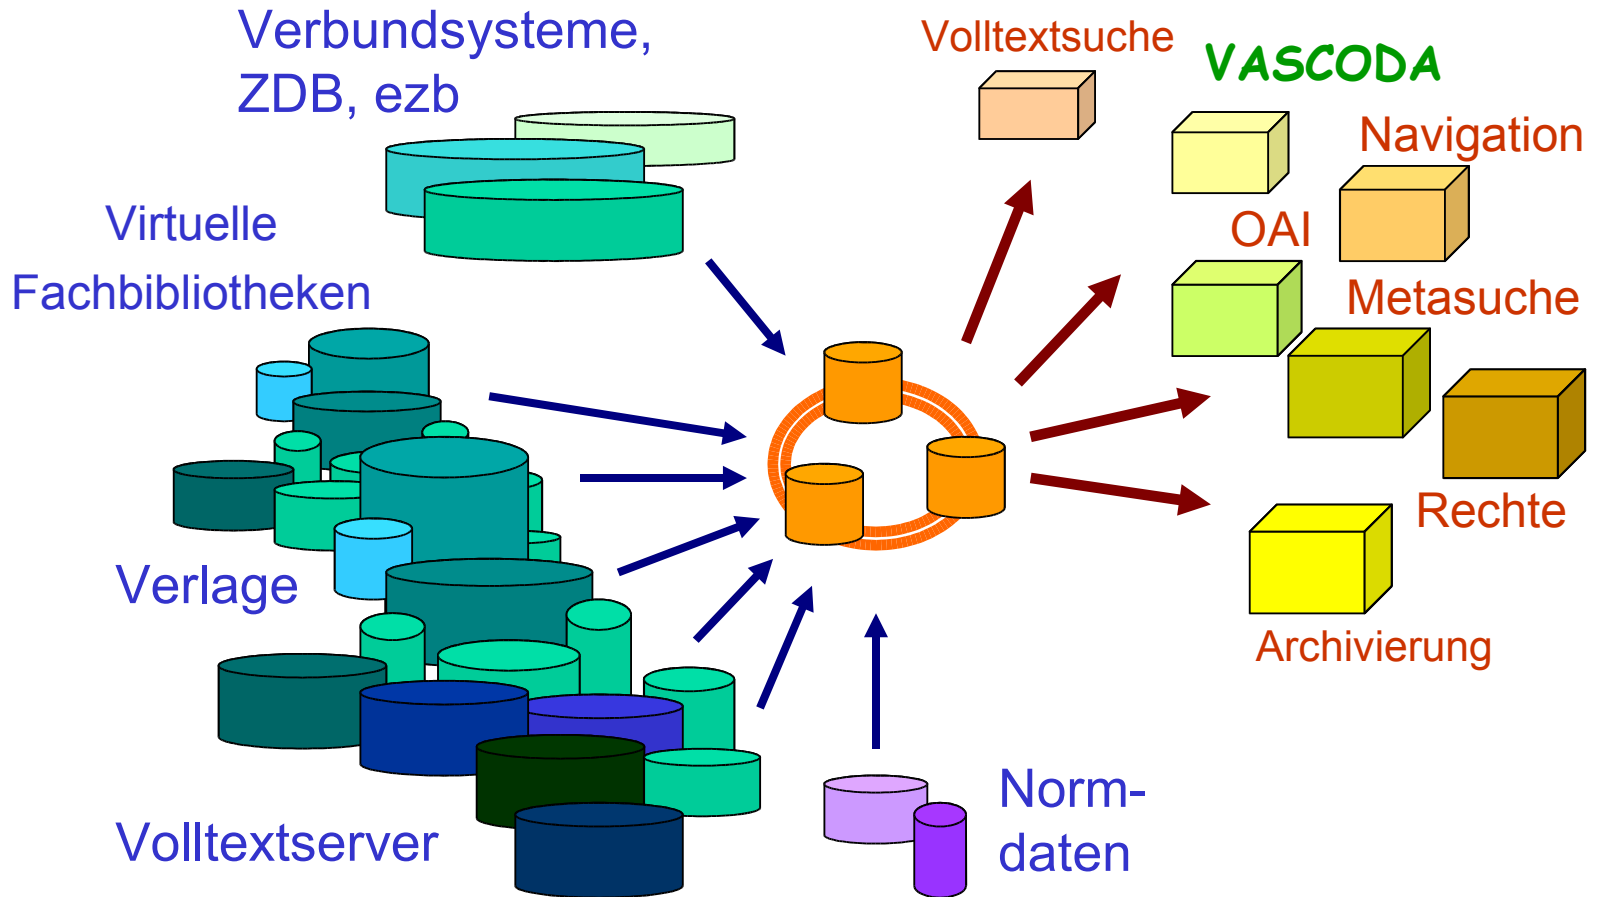 Verbundsysteme,
ZDB, ezb
Volltextsuche
VASCODA
Navigation
Virtuelle
Fachbibliotheken
OAI
Metasuche
Rechte
Verlage
Archivierung
Volltextserver
Norm-
daten